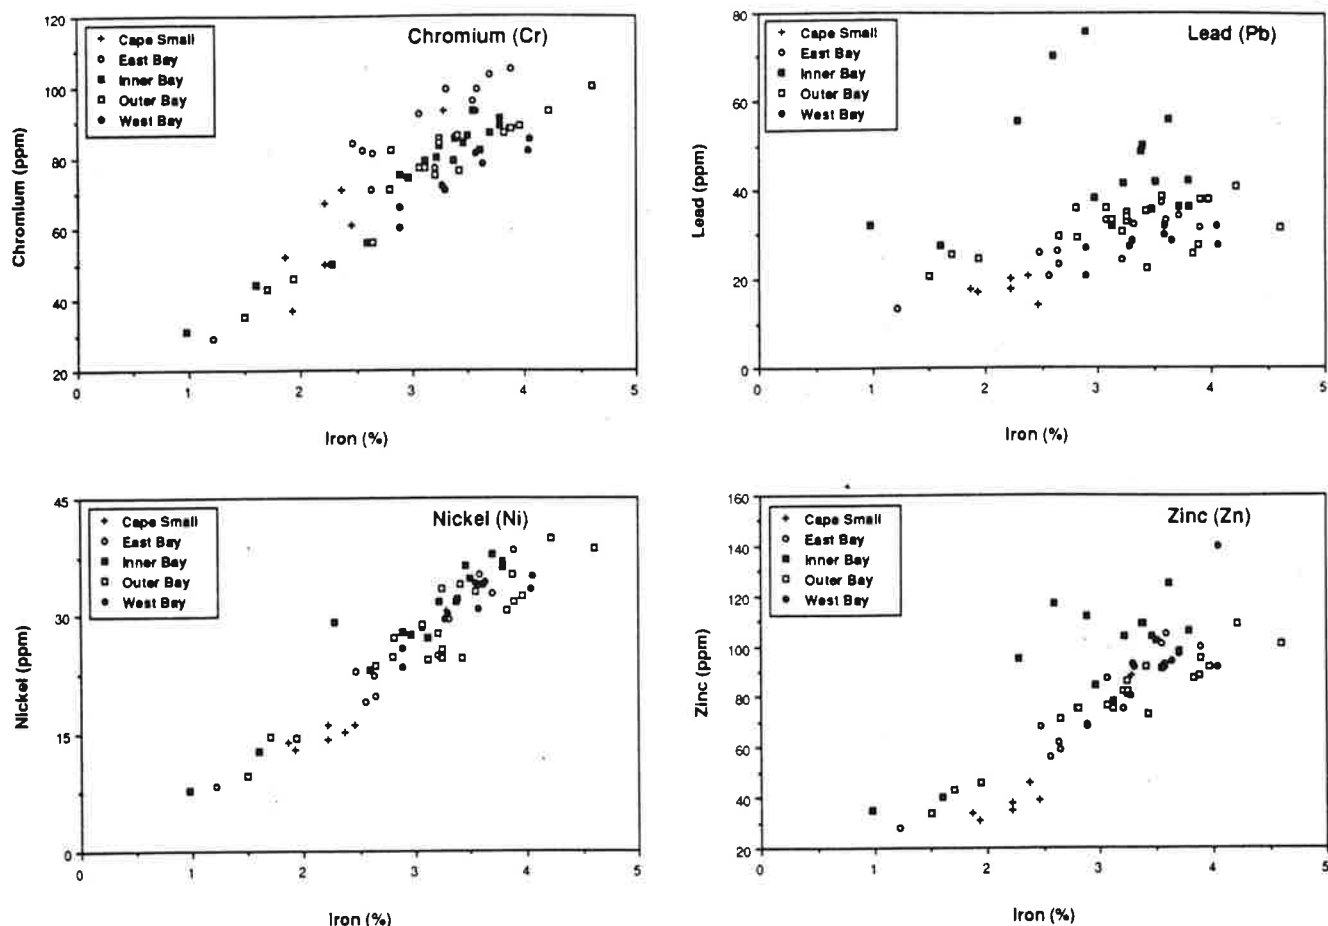 Chromium (Cr)
Cape Small
East Bay
Inner Bay
Outer Bay
West Bay
120
100
80
60
40
20
0
1
2
3
4
5
Chromium (ppm)
Iron (%)
Lead (Pb)
Cape Small
East Bay
Inner Bay
Outer Bay
West Bay
80
60
40
20
0
0
1
2
3
4
5
Lead (ppm)
Iron (%)
Nickel (Ni)
Cape Small
East Bay
Inner Bay
Outer Bay
West Bay
45
30
15
0
0
1
2
3
4
5
Nickel (ppm)
Iron (%)
Zinc (Zn)
Cape Small
East Bay
Inner Bay
Outer Bay
West Bay
160
140
120
100
80
60
40
20
0
1
2
3
4
5
Zinc (ppm)
Iron (%)